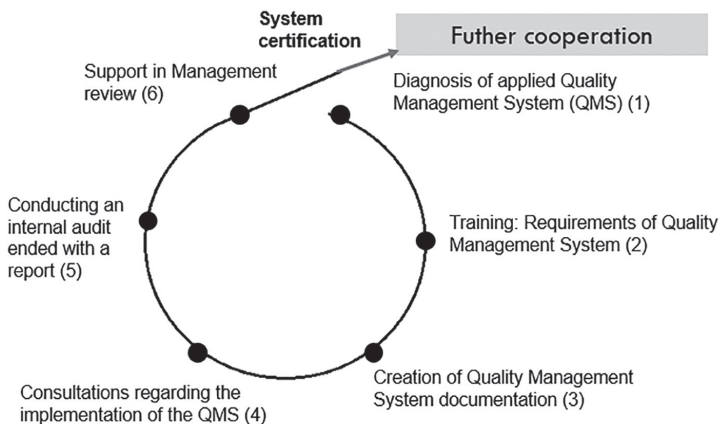 System
certification
Futher cooperation
Support in Management
review (6)
Diagnosis of applied Quality
Management System (QMS) (1)
Conducting an
internal audit
ended with a
report (5)
Training: Requirements of Quality
Management System (2)
Consultations regarding the
implementation of the QMS (4)
Creation of Quality Management
System documentation (3)